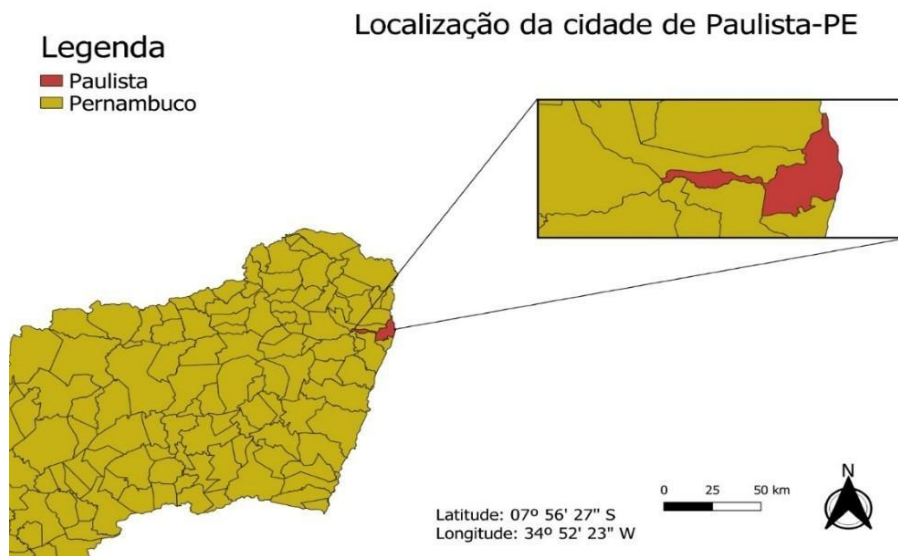 Localização da cidade de Paulista-PE
Legenda
Paulista
Pernambuco
N
0 25 50 km
Latitude: 07º 56' 27" S
Longitude: 34º 52' 23" W